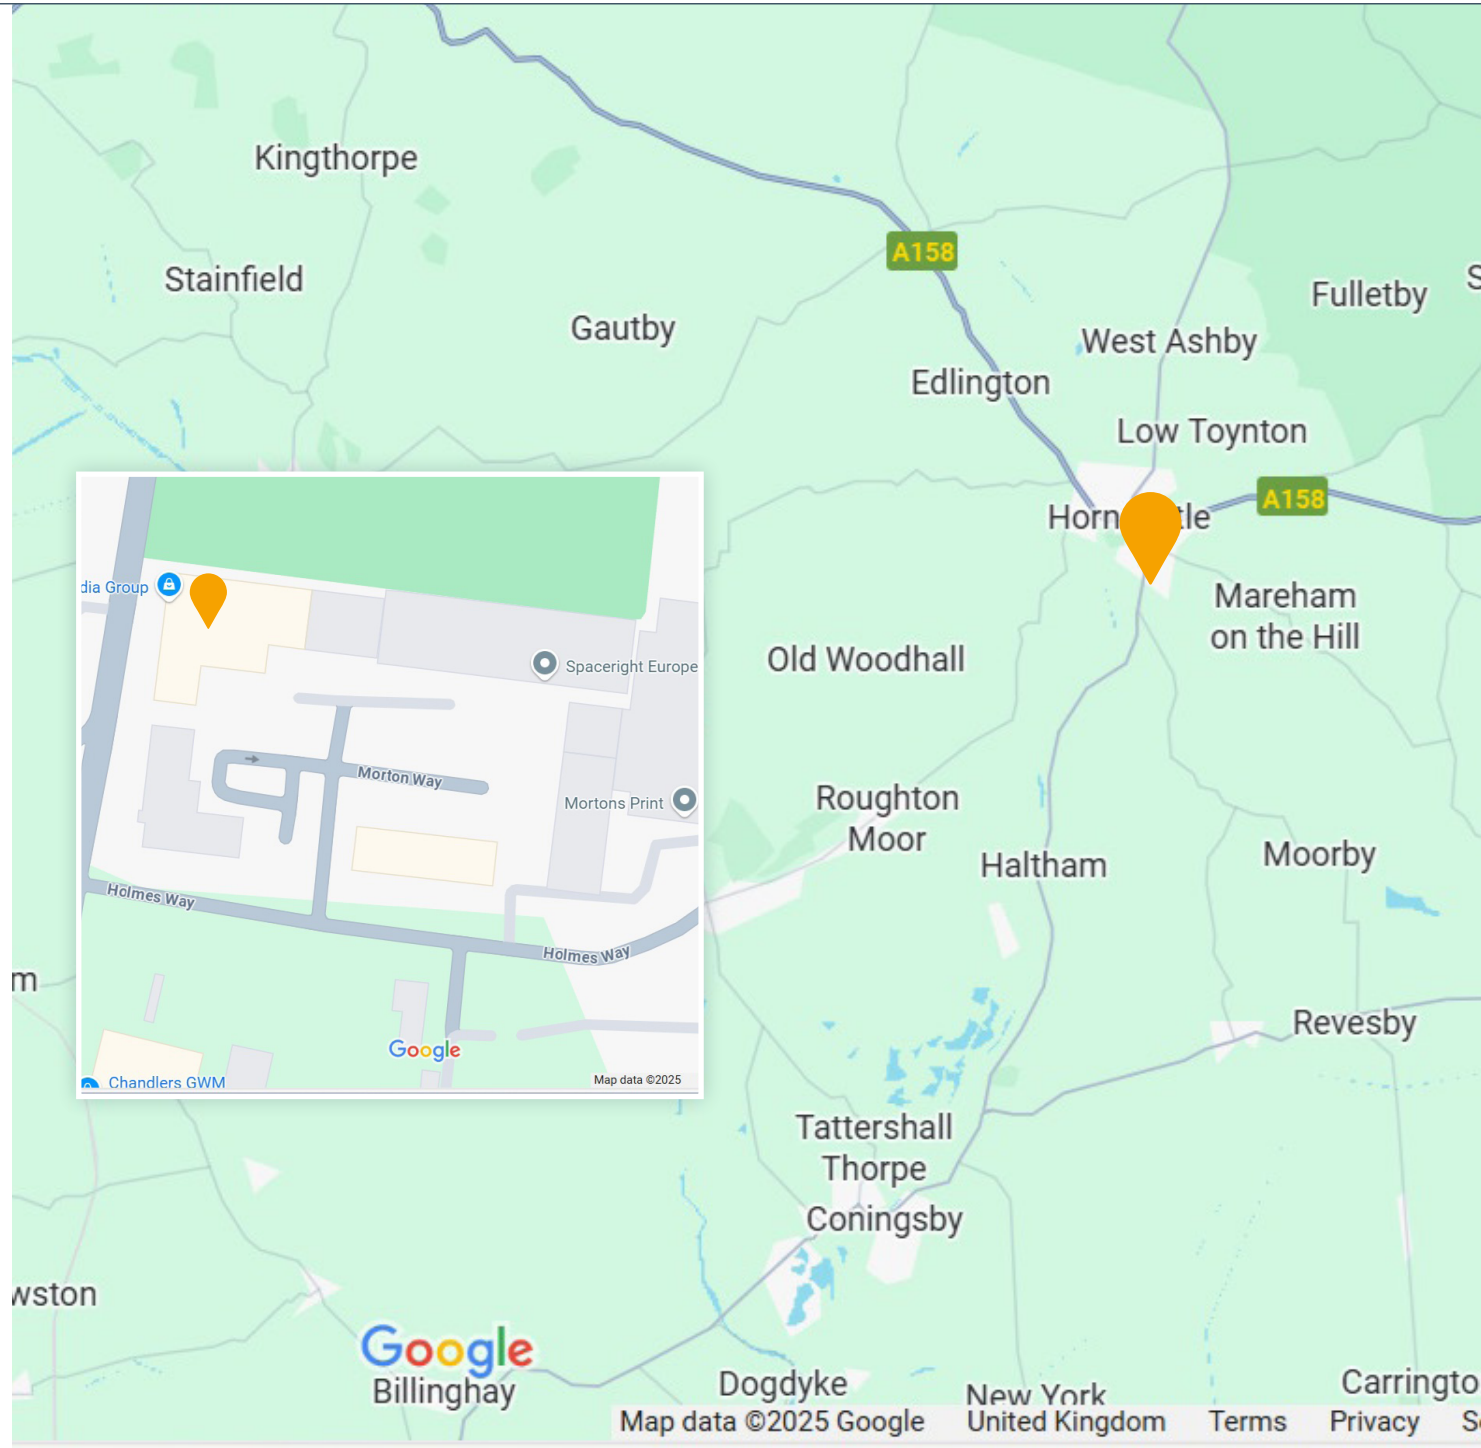 Kingthorpe
A158
Stainfield
S
Fulletby
Gautby
West Ashby
Edlington
Low Toynton
A158
Horn tle
Mareham
on the Hill
Old Woodhall
dia Group
Spaceright Europe
Morton Way
Mortons Print
Holmes Way
Holmes Way
Google
Chandlers GWM
Map data ©2025
Roughton
Moor
Haltham
Moorby
m
Revesby
Tattershall
Thorpe
Coningsby
wston
Google
Billinghay
Dogdyke
New York
Carringto
Map data ©2025 Google United Kingdom Terms Privacy S